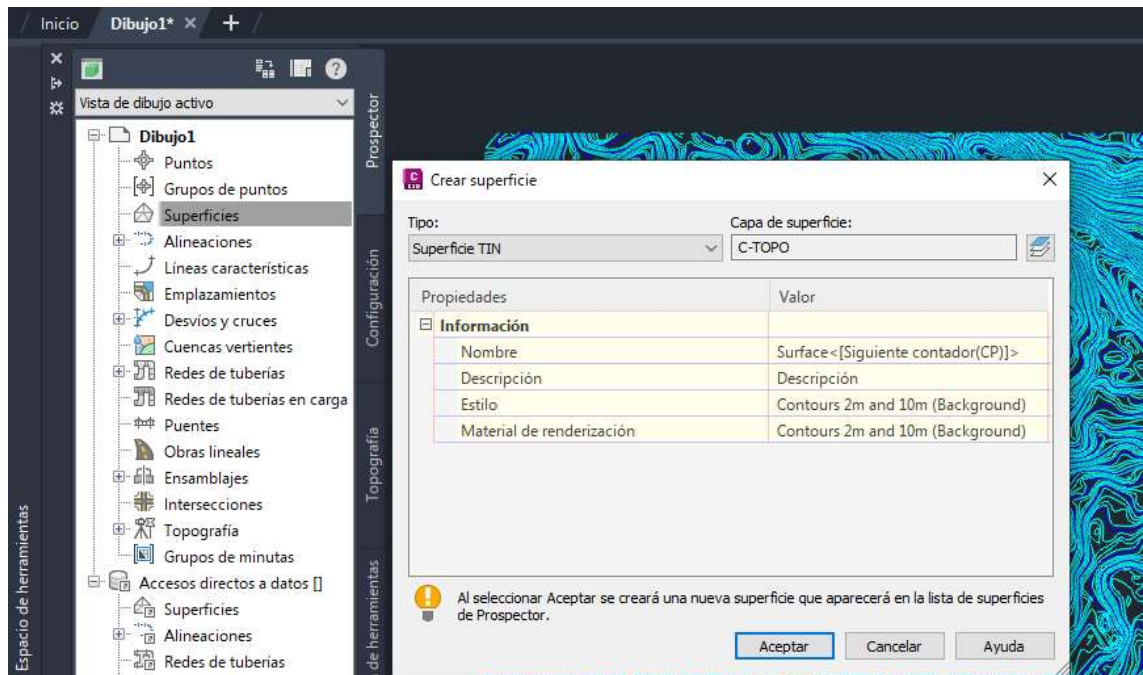 Inicio
Dibujo1*
Vista de dibujo activo
Dibujo1
Puntos
Grupos de puntos
Superficies
Alineaciones
Líneas características
Emplazamientos
Desvíos y cruces
Cuencas vertientes
Redes de tuberías
Redes de tuberías en carga
Puentes
Obras lineales
Ensamblajes
Intersecciones
Topografía
Grupos de minutas
Accesos directos a datos []
Superficies
Alineaciones
Redes de tuberías
Espacio de herramientas
Prospector
Configuración
Topografía
de herramientas
Crear superficie
Tipo:
Capa de superficie:
Superficie TIN
C-TOPO
Propiedades
Valor
Información
Nombre
Surface<[Siguiente contador(CP)]>
Descripción
Descripción
Estilo
Contours 2m and 10m (Background)
Material de renderización
Contours 2m and 10m (Background)
Al seleccionar Aceptar se creará una nueva superficie que aparecerá en la lista de superficies
de Prospector.
Aceptar
Cancelar
Ayuda